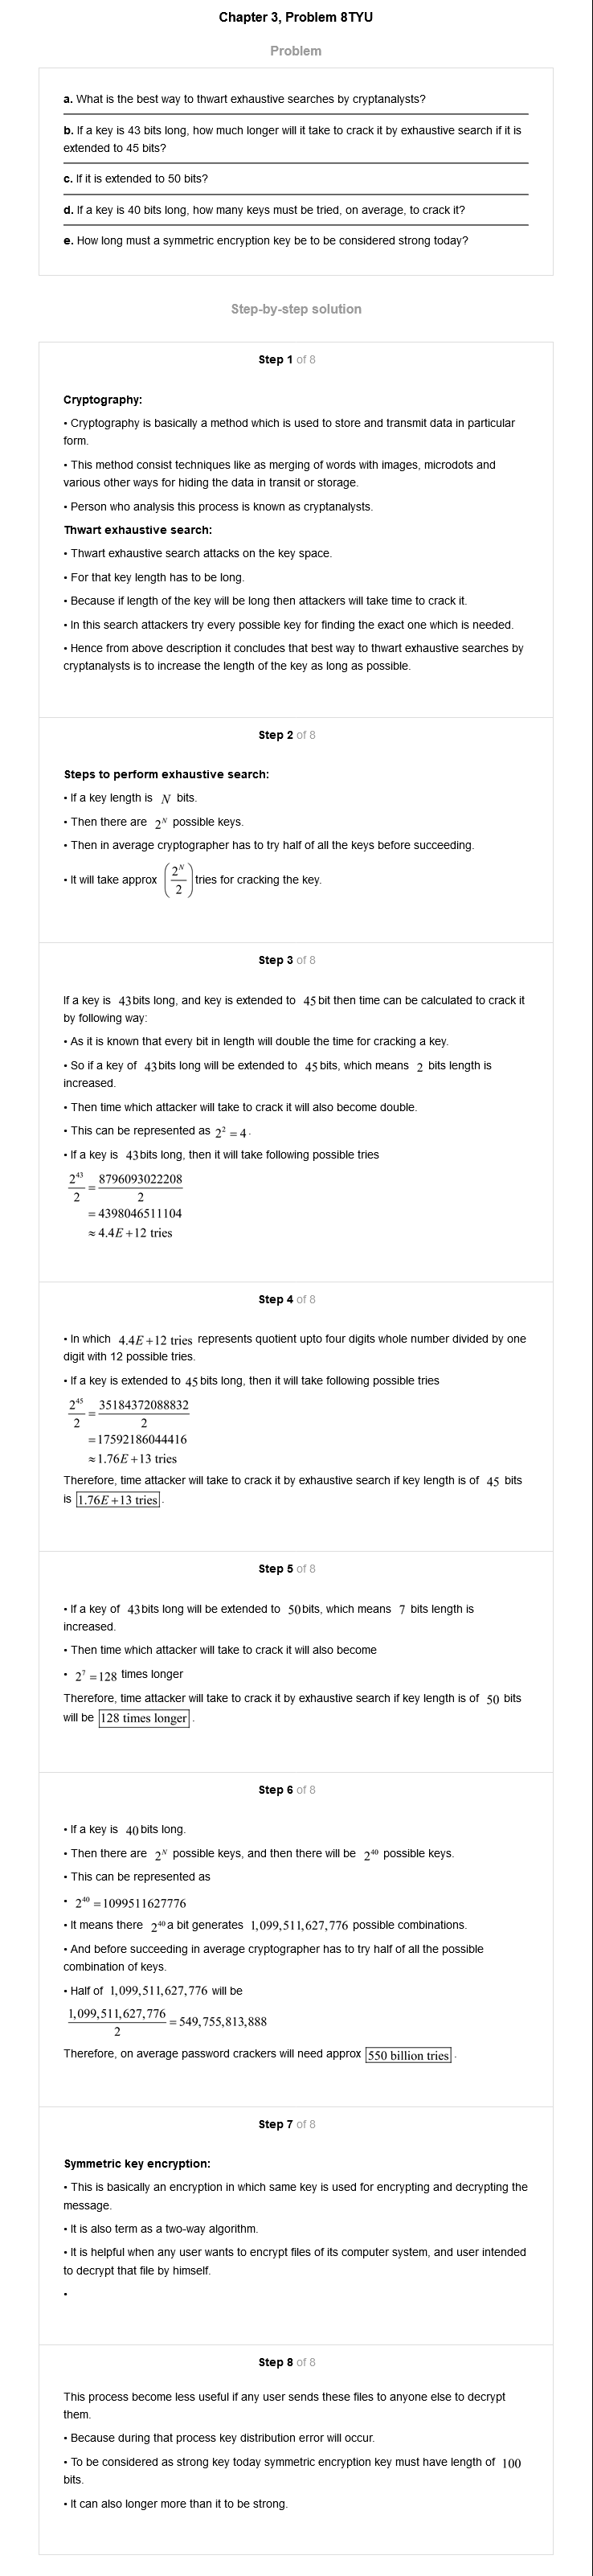 Chapter 3, Problem 8TYU
Problem
a. What is the best way to thwart exhaustive searches by cryptanalysts?
b. If a key is 43 bits long, how much longer will it take to crack it by exhaustive search if it is
extended to 45 bits?
c. If it is extended to 50 bits?
d. If a key is 40 bits long, how many keys must be tried, on average, to crack it?
e. How long must a symmetric encryption key be to be considered strong today?
Step-by-step solution
Step 1 of 8
Cryptography:
• Cryptography is basically a method which is used to store and transmit data in particular
form.
• This method consist techniques like as merging of words with images, microdots and
various other ways for hiding the data in transit or storage.
• Person who analysis this process is known as cryptanalysts.
Thwart exhaustive search:
• Thwart exhaustive search attacks on the key space.
• For that key length has to be long.
• Because if length of the key will be long then attackers will take time to crack it.
• In this search attackers try every possible key for finding the exact one which is needed.
• Hence from above description it concludes that best way to thwart exhaustive searches by
cryptanalysts is to increase the length of the key as long as possible.
Step 2 of 8
Steps to perform exhaustive search:
• If a key length is N bits.
• Then there are 2^N possible keys.
• Then in average cryptographer has to try half of all the keys before succeeding.
• It will take approx (2^N/2) tries for cracking the key.
Step 3 of 8
If a key is 43 bits long, and key is extended to 45 bit then time can be calculated to crack it
by following way:
• As it is known that every bit in length will double the time for cracking a key.
• So if a key of 43 bits long will be extended to 45 bits, which means 2 bits length is
increased.
• Then time which attacker will take to crack it will also become double.
• This can be represented as 2^2 = 4.
• If a key is 43 bits long, then it will take following possible tries
2^43/2 = 8796093022208/2
= 4398046511104
≈ 4.4E+12 tries
Step 4 of 8
• In which 4.4E+12 tries represents quotient upto four digits whole number divided by one
digit with 12 possible tries.
• If a key is extended to 45 bits long, then it will take following possible tries
2^45/2 = 35184372088832/2
= 17592186044416
≈ 1.76E+13 tries
Therefore, time attacker will take to crack it by exhaustive search if key length is of 45 bits
is 1.76E+13 tries.
Step 5 of 8
• If a key of 43 bits long will be extended to 50 bits, which means 7 bits length is
increased.
• Then time which attacker will take to crack it will also become
• 2^7 = 128 times longer
Therefore, time attacker will take to crack it by exhaustive search if key length is of 50 bits
will be 128 times longer.
Step 6 of 8
• If a key is 40 bits long.
• Then there are 2^N possible keys, and then there will be 2^40 possible keys.
• This can be represented as
• 2^40 = 1099511627776
• It means there 2^40 a bit generates 1,099,511,627,776 possible combinations.
• And before succeeding in average cryptographer has to try half of all the possible
combination of keys.
• Half of 1,099,511,627,776 will be
1,099,511,627,776/2 = 549,755,813,888
Therefore, on average password crackers will need approx 550 billion tries.
Step 7 of 8
Symmetric key encryption:
• This is basically an encryption in which same key is used for encrypting and decrypting the
message.
• It is also term as a two-way algorithm.
• It is helpful when any user wants to encrypt files of its computer system, and user intended
to decrypt that file by himself.
•
Step 8 of 8
This process become less useful if any user sends these files to anyone else to decrypt
them.
• Because during that process key distribution error will occur.
• To be considered as strong key today symmetric encryption key must have length of 100
bits.
• It can also longer more than it to be strong.